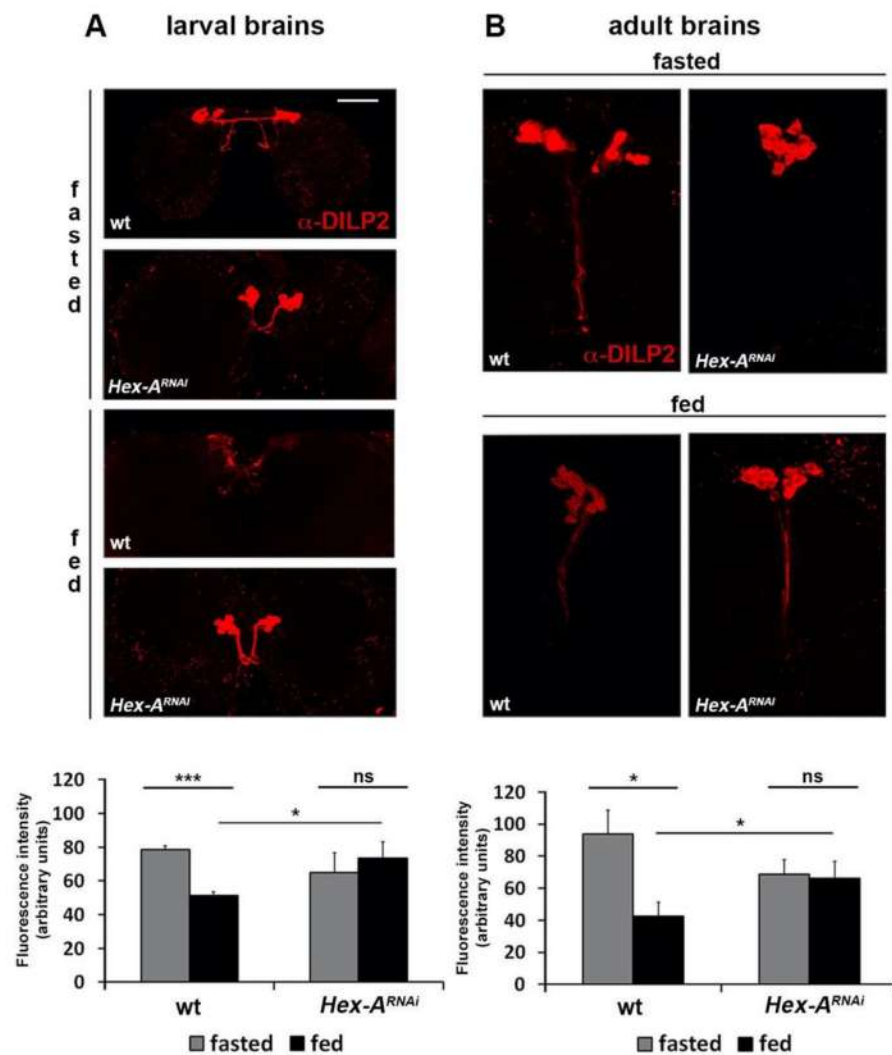 A larval brains
fasted
wt
α-DILP2
Hex-A^RNAi
fed
wt
Hex-A^RNAi
***
ns
*
120
100
80
60
40
20
0
Fluorescence intensity
(arbitrary units)
wt
Hex-A^RNAi
fasted fed
B adult brains
fasted
wt
α-DILP2
Hex-A^RNAi
fed
wt
Hex-A^RNAi
*
ns
*
120
100
80
60
40
20
0
Fluorescence intensity
(arbitrary units)
wt
Hex-A^RNAi
fasted fed